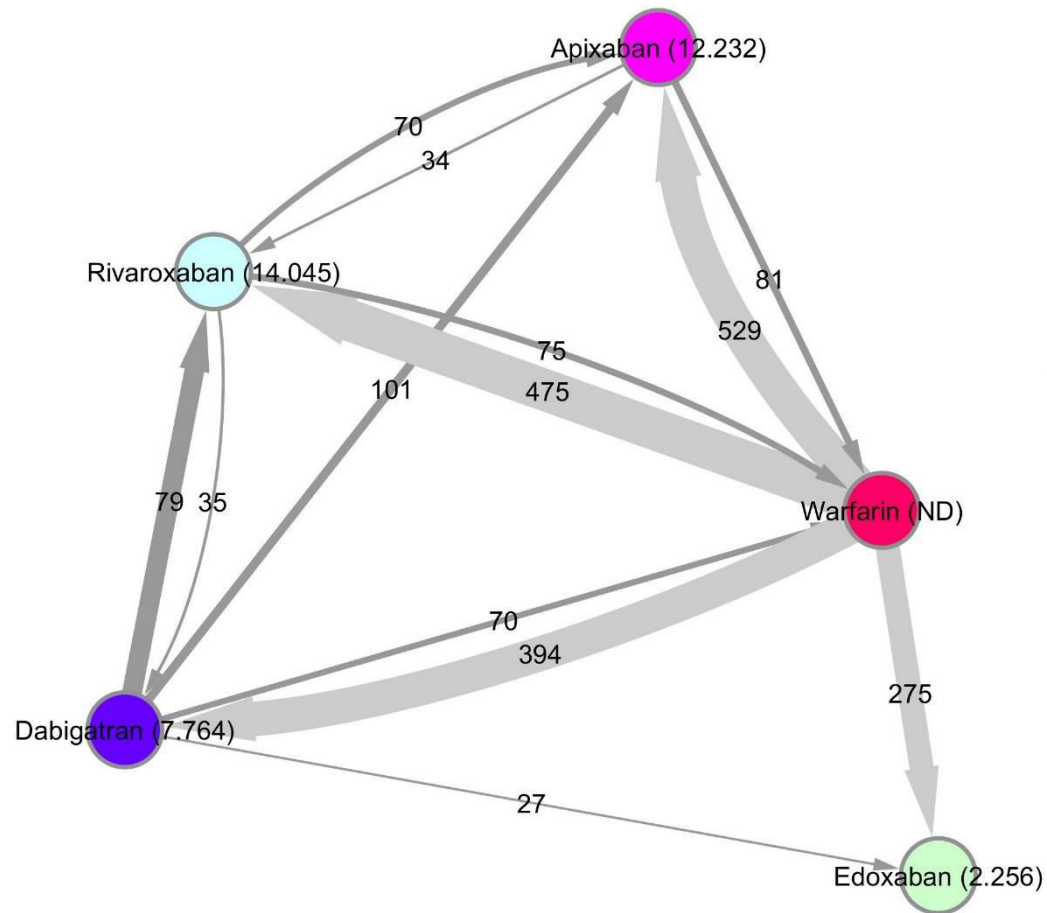 Apixaban (12.232)
70
34
Rivaroxaban (14.045)
81
529
75
101
475
79
35
Warfarin (ND)
70
394
275
Dabigatran (7.764)
27
Edoxaban (2.256)